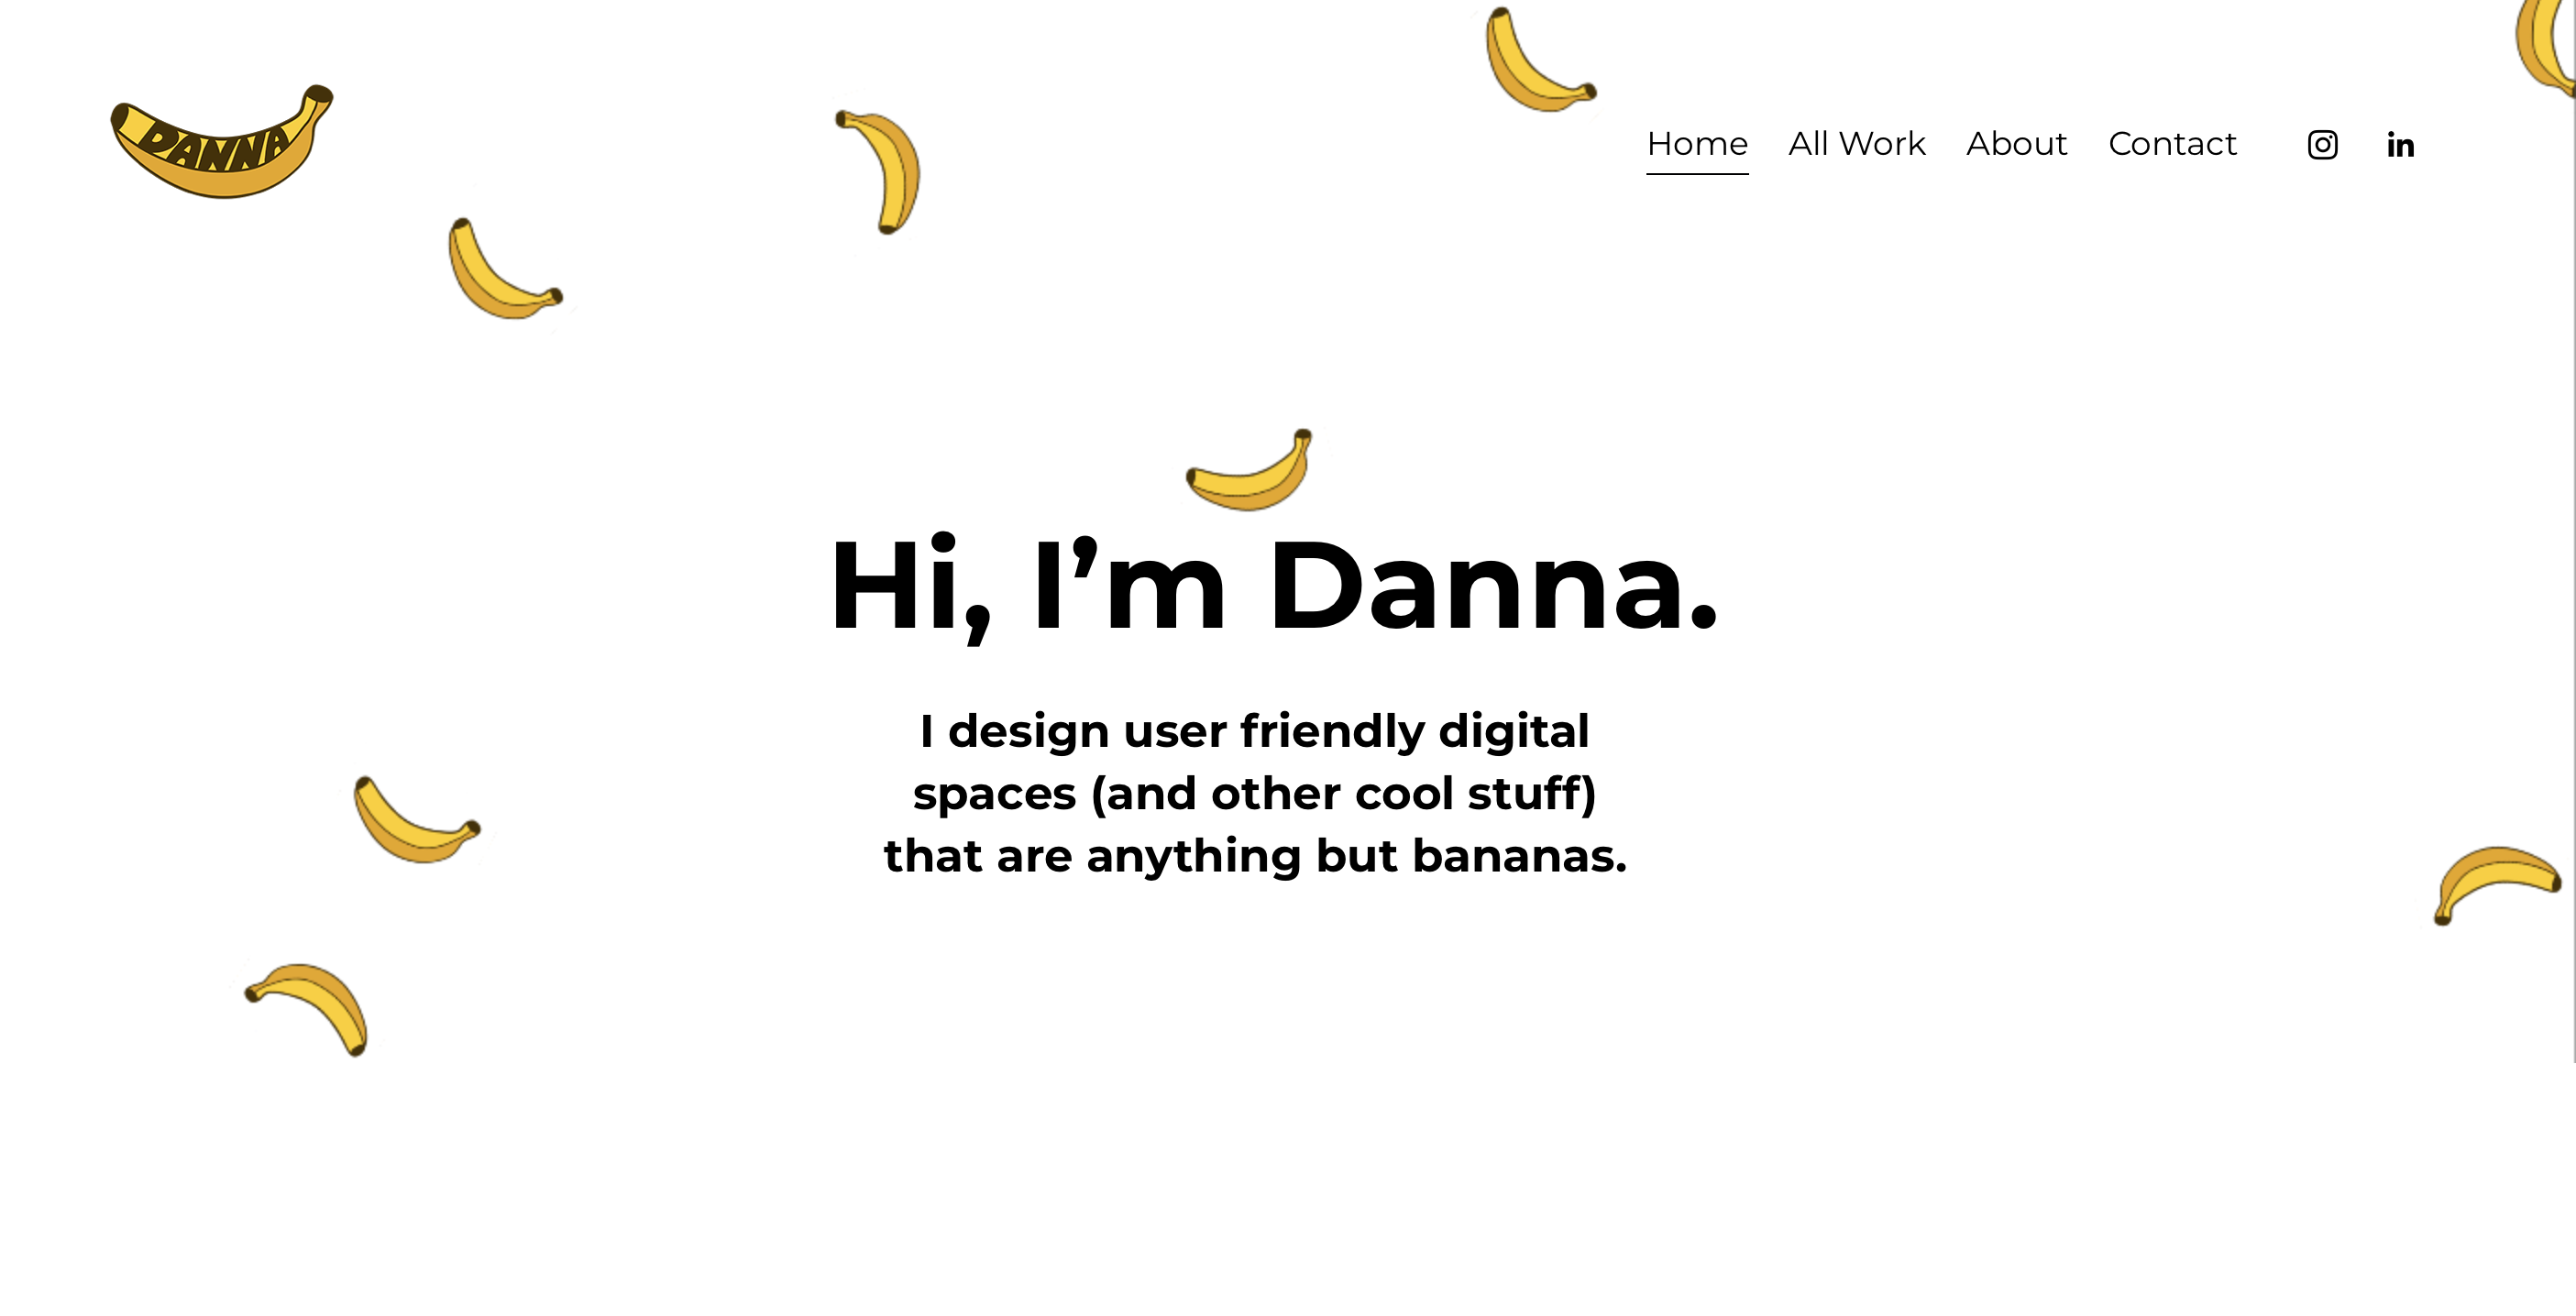 DANNA
Home All Work About Contact in
Hi, I’m Danna.
I design user friendly digital
spaces (and other cool stuff)
that are anything but bananas.